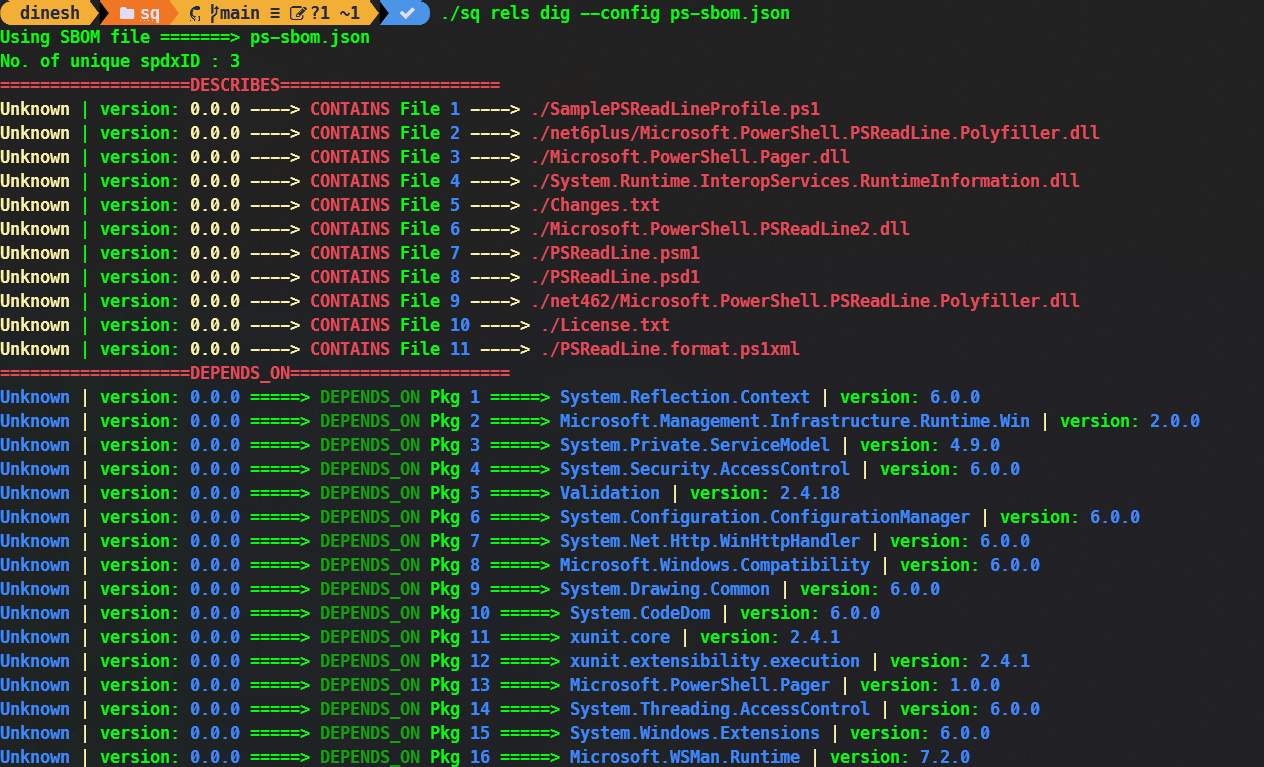 dinesh sq main ≡ ?1 ~1 ./sq rels dig --config ps-sbom.json
Using SBOM file =======> ps-sbom.json
No. of unique spdxID : 3
===================DESCRIBES======================
Unknown | version: 0.0.0 ----> CONTAINS File 1 ----> ./SamplePSReadLineProfile.ps1
Unknown | version: 0.0.0 ----> CONTAINS File 2 ----> ./net6plus/Microsoft.PowerShell.PSReadLine.Polyfiller.dll
Unknown | version: 0.0.0 ----> CONTAINS File 3 ----> ./Microsoft.PowerShell.Pager.dll
Unknown | version: 0.0.0 ----> CONTAINS File 4 ----> ./System.Runtime.InteropServices.RuntimeInformation.dll
Unknown | version: 0.0.0 ----> CONTAINS File 5 ----> ./Changes.txt
Unknown | version: 0.0.0 ----> CONTAINS File 6 ----> ./Microsoft.PowerShell.PSReadLine2.dll
Unknown | version: 0.0.0 ----> CONTAINS File 7 ----> ./PSReadLine.psm1
Unknown | version: 0.0.0 ----> CONTAINS File 8 ----> ./PSReadLine.psd1
Unknown | version: 0.0.0 ----> CONTAINS File 9 ----> ./net462/Microsoft.PowerShell.PSReadLine.Polyfiller.dll
Unknown | version: 0.0.0 ----> CONTAINS File 10 ----> ./License.txt
Unknown | version: 0.0.0 ----> CONTAINS File 11 ----> ./PSReadLine.format.ps1xml
===================DEPENDS_ON======================
Unknown | version: 0.0.0 =====> DEPENDS_ON Pkg 1 =====> System.Reflection.Context | version: 6.0.0
Unknown | version: 0.0.0 =====> DEPENDS_ON Pkg 2 =====> Microsoft.Management.Infrastructure.Runtime.Win | version: 2.0.0
Unknown | version: 0.0.0 =====> DEPENDS_ON Pkg 3 =====> System.Private.ServiceModel | version: 4.9.0
Unknown | version: 0.0.0 =====> DEPENDS_ON Pkg 4 =====> System.Security.AccessControl | version: 6.0.0
Unknown | version: 0.0.0 =====> DEPENDS_ON Pkg 5 =====> Validation | version: 2.4.18
Unknown | version: 0.0.0 =====> DEPENDS_ON Pkg 6 =====> System.Configuration.ConfigurationManager | version: 6.0.0
Unknown | version: 0.0.0 =====> DEPENDS_ON Pkg 7 =====> System.Net.Http.WinHttpHandler | version: 6.0.0
Unknown | version: 0.0.0 =====> DEPENDS_ON Pkg 8 =====> Microsoft.Windows.Compatibility | version: 6.0.0
Unknown | version: 0.0.0 =====> DEPENDS_ON Pkg 9 =====> System.Drawing.Common | version: 6.0.0
Unknown | version: 0.0.0 =====> DEPENDS_ON Pkg 10 =====> System.CodeDom | version: 6.0.0
Unknown | version: 0.0.0 =====> DEPENDS_ON Pkg 11 =====> xunit.core | version: 2.4.1
Unknown | version: 0.0.0 =====> DEPENDS_ON Pkg 12 =====> xunit.extensibility.execution | version: 2.4.1
Unknown | version: 0.0.0 =====> DEPENDS_ON Pkg 13 =====> Microsoft.PowerShell.Pager | version: 1.0.0
Unknown | version: 0.0.0 =====> DEPENDS_ON Pkg 14 =====> System.Threading.AccessControl | version: 6.0.0
Unknown | version: 0.0.0 =====> DEPENDS_ON Pkg 15 =====> System.Windows.Extensions | version: 6.0.0
Unknown | version: 0.0.0 =====> DEPENDS_ON Pkg 16 =====> Microsoft.WSMan.Runtime | version: 7.2.0